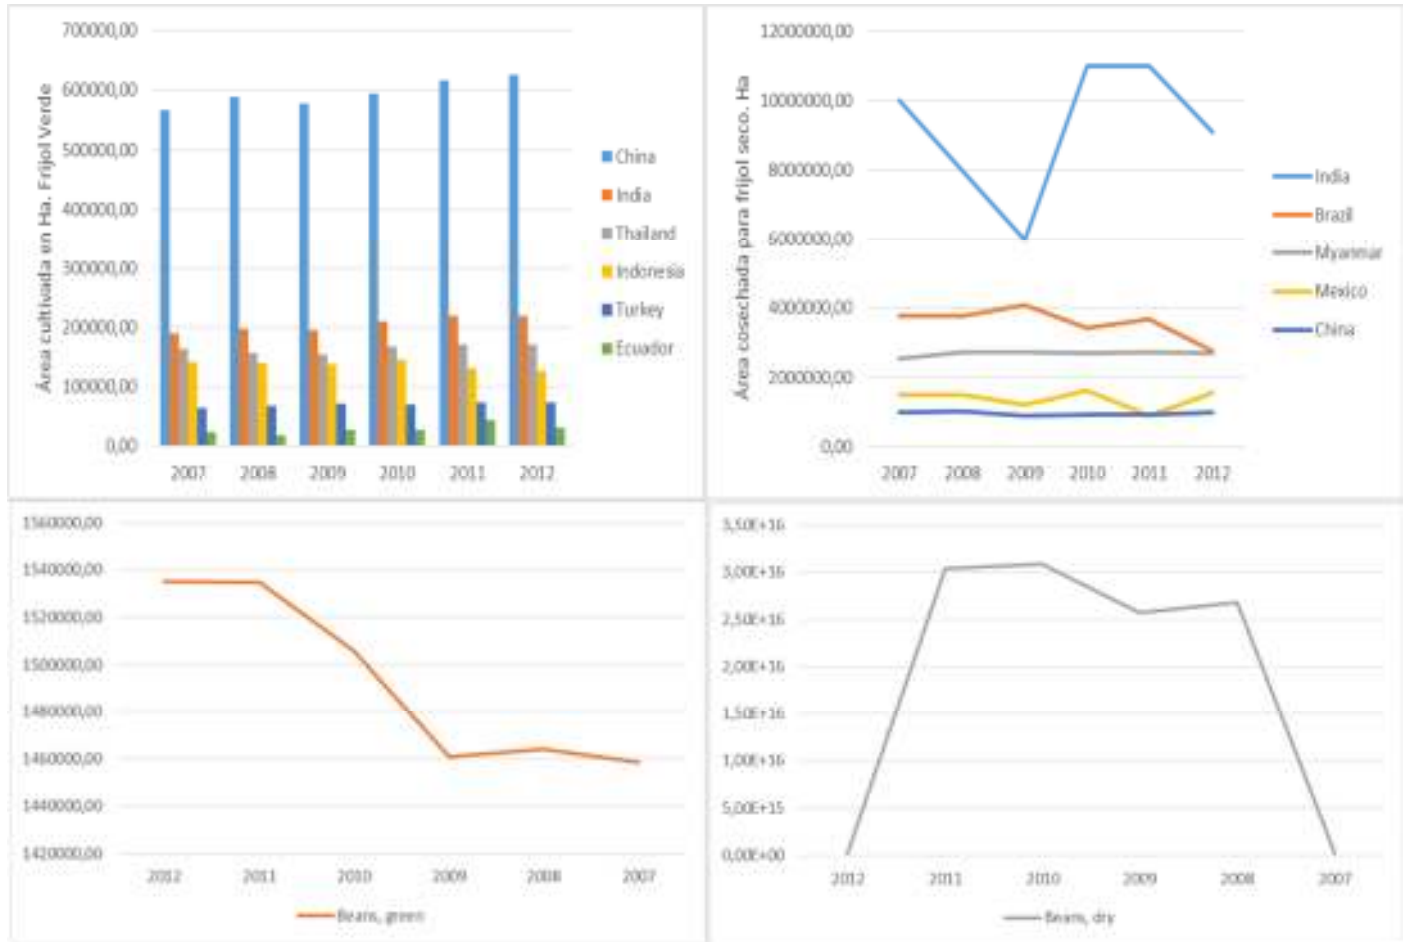 700000,00
600000,00
500000,00
400000,00
300000,00
200000,00
100000,00
0,00
Área cultivada en Ha. Frijol Verde
2007 2008 2009 2010 2011 2012
China
India
Thailand
Indonesia
Turkey
Ecuador
12000000,00
10000000,00
8000000,00
6000000,00
4000000,00
2000000,00
0,00
Área cosechada para frijol seco. Ha
2007 2008 2009 2010 2011 2012
India
Brazil
Myanmar
Mexico
China
1560000,00
1540000,00
1520000,00
1500000,00
1480000,00
1460000,00
1440000,00
1420000,00
2012 2011 2010 2009 2008 2007
Beans, green
3,50E+16
3,00E+16
2,50E+16
2,00E+16
1,50E+16
1,00E+16
5,00E+15
0,00E+00
2012 2011 2010 2009 2008 2007
Beans, dry